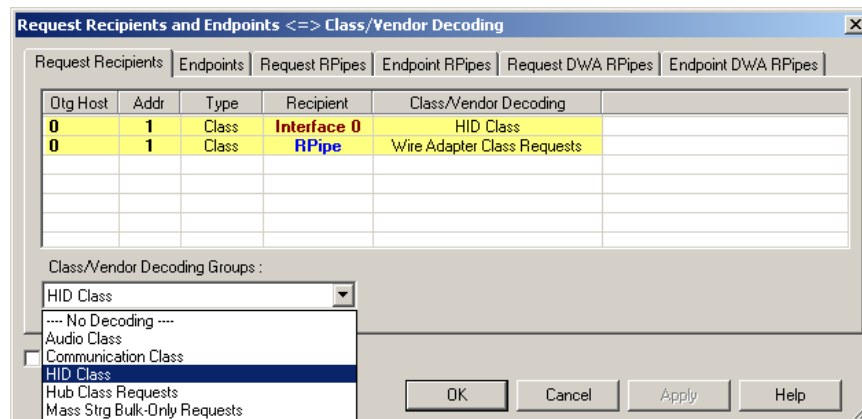 Request Recipients and Endpoints <=> Class/Vendor Decoding
Request Recipients Endpoints Request RPipes Endpoint RPipes Request DWA RPipes Endpoint DWA RPipes
Otg Host Addr Type Recipient Class/Vendor Decoding
0 1 Class Interface 0 HID Class
0 1 Class RPipe Wire Adapter Class Requests
Class/Vendor Decoding Groups :
HID Class
---- No Decoding ----
Audio Class
Communication Class
HID Class
Hub Class Requests
Mass Strg Bulk-Only Requests
OK Cancel Apply Help